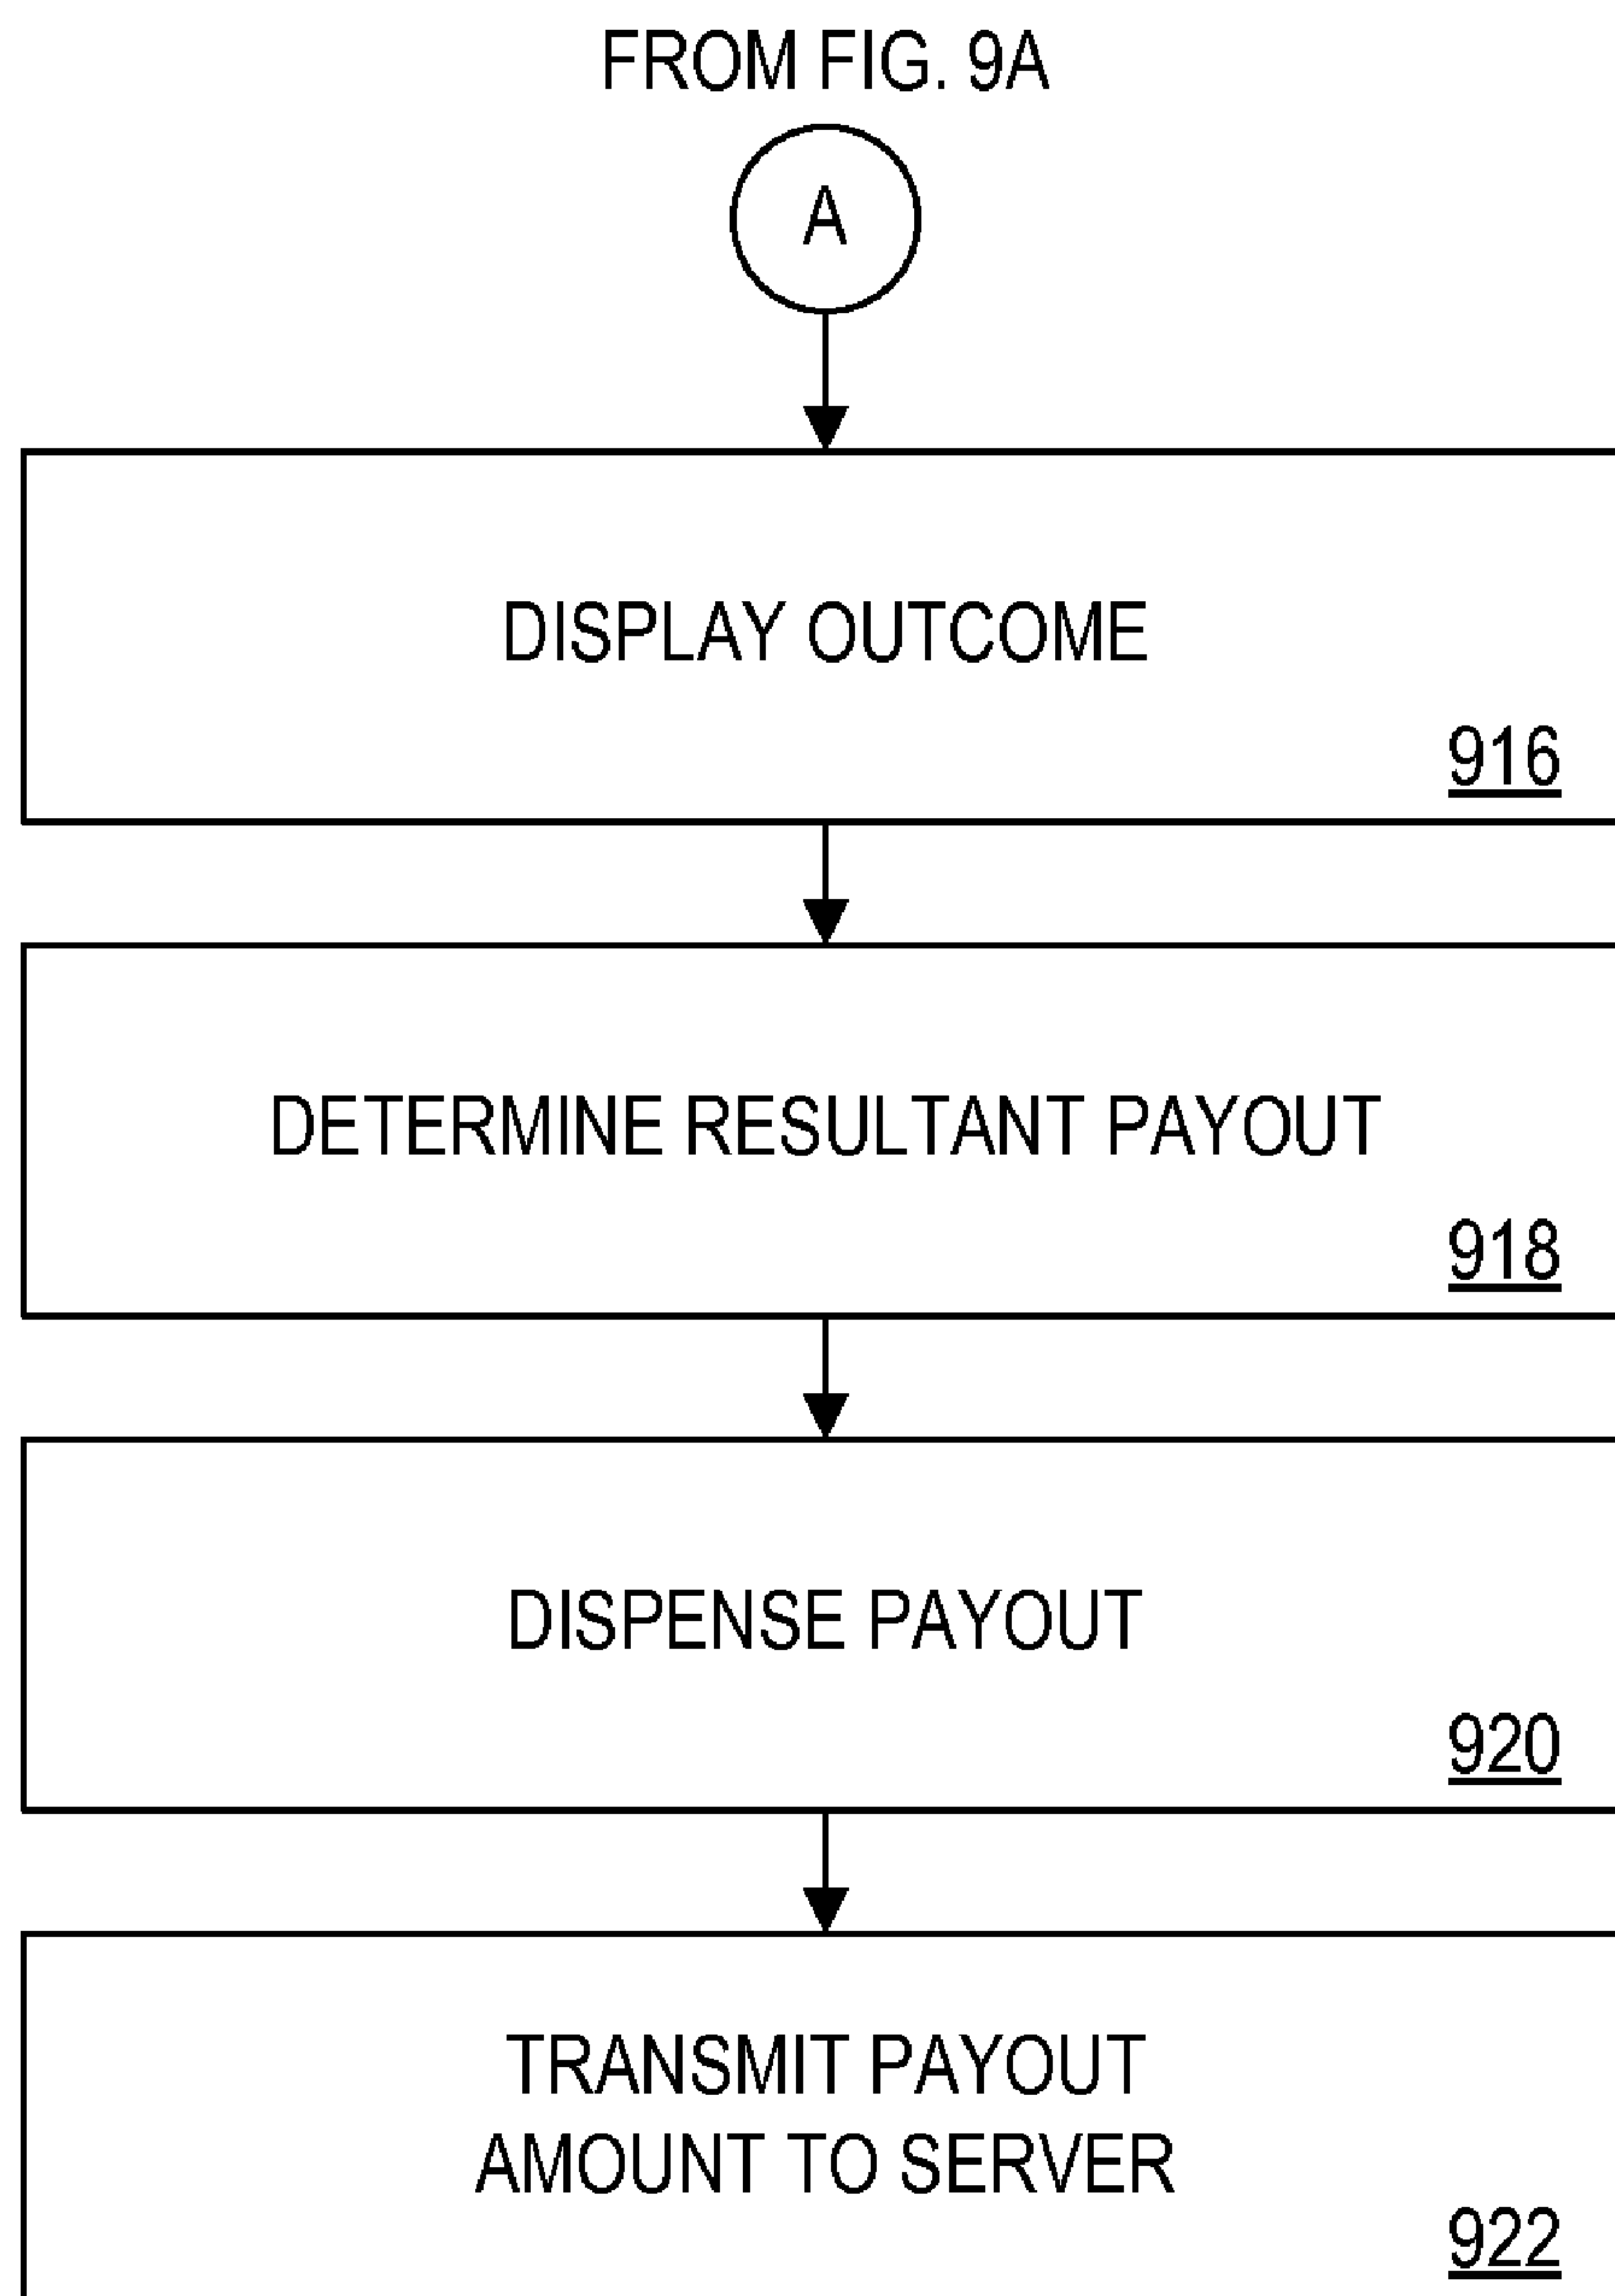 FROM FIG. 9A
A
DISPLAY OUTCOME
916
DETERMINE RESULTANT PAYOUT
918
DISPENSE PAYOUT
920
TRANSMIT PAYOUT
AMOUNT TO SERVER
922